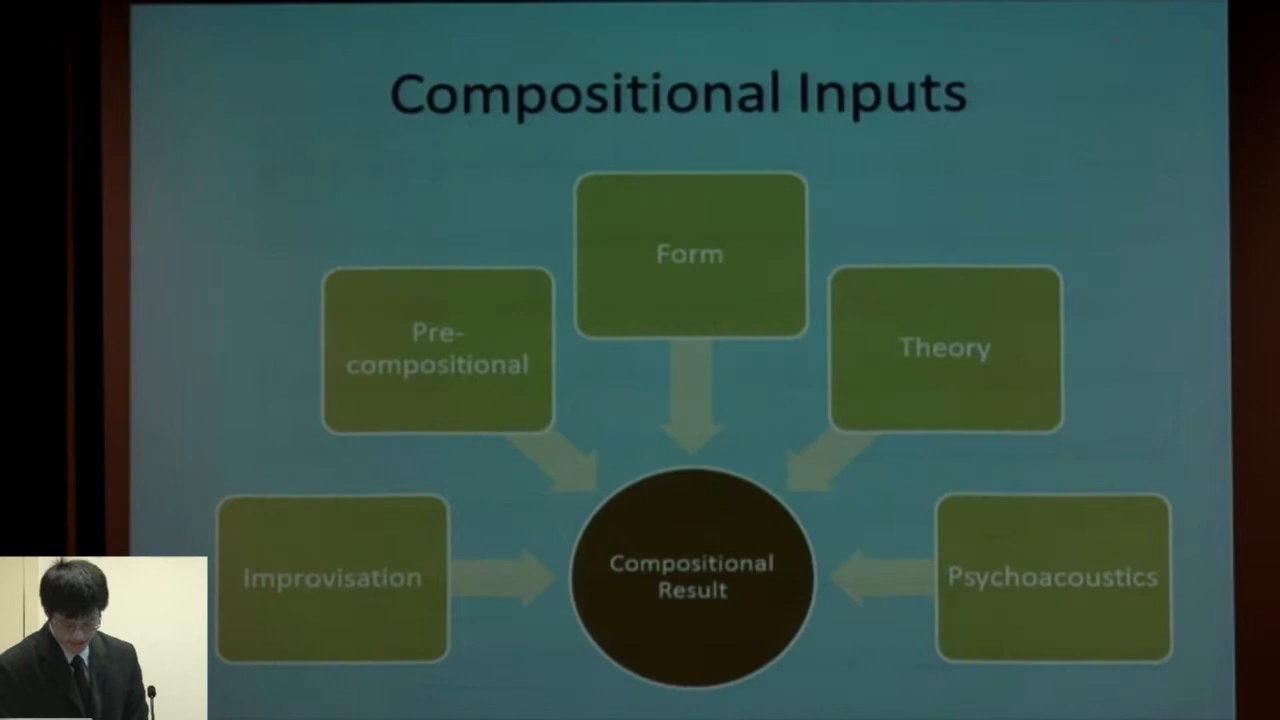 Compositional Inputs
Form
Pre-
compositional
Theory
Improvisation
Compositional
Result
Psychoacoustics